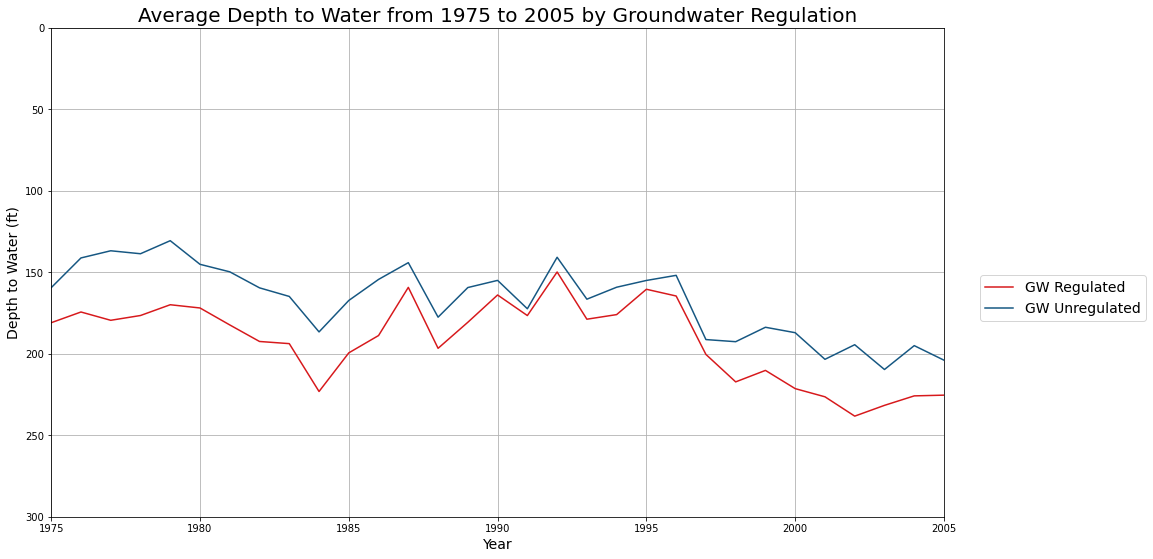 Average Depth to Water from 1975 to 2005 by Groundwater Regulation
0
50
100
150
200
250
300
Depth to Water (ft)
1975 1980 1985 1990 1995 2000 2005
Year
GW Regulated
GW Unregulated